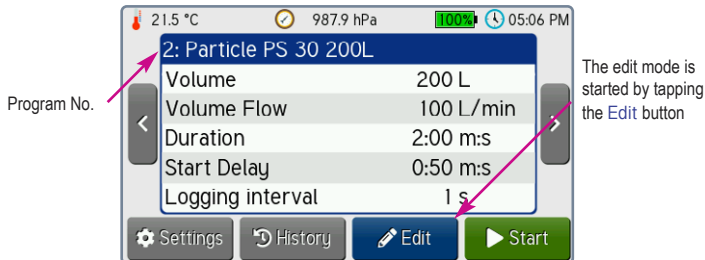 21.5 °C 987.9 hPa 100% 05:06 PM
2: Particle PS 30 200L
Volume 200 L
Volume Flow 100 L/min
Duration 2:00 m:s
Start Delay 0:50 m:s
Logging interval 1 s
Settings History Edit Start
Program No.
The edit mode is
started by tapping
the Edit button